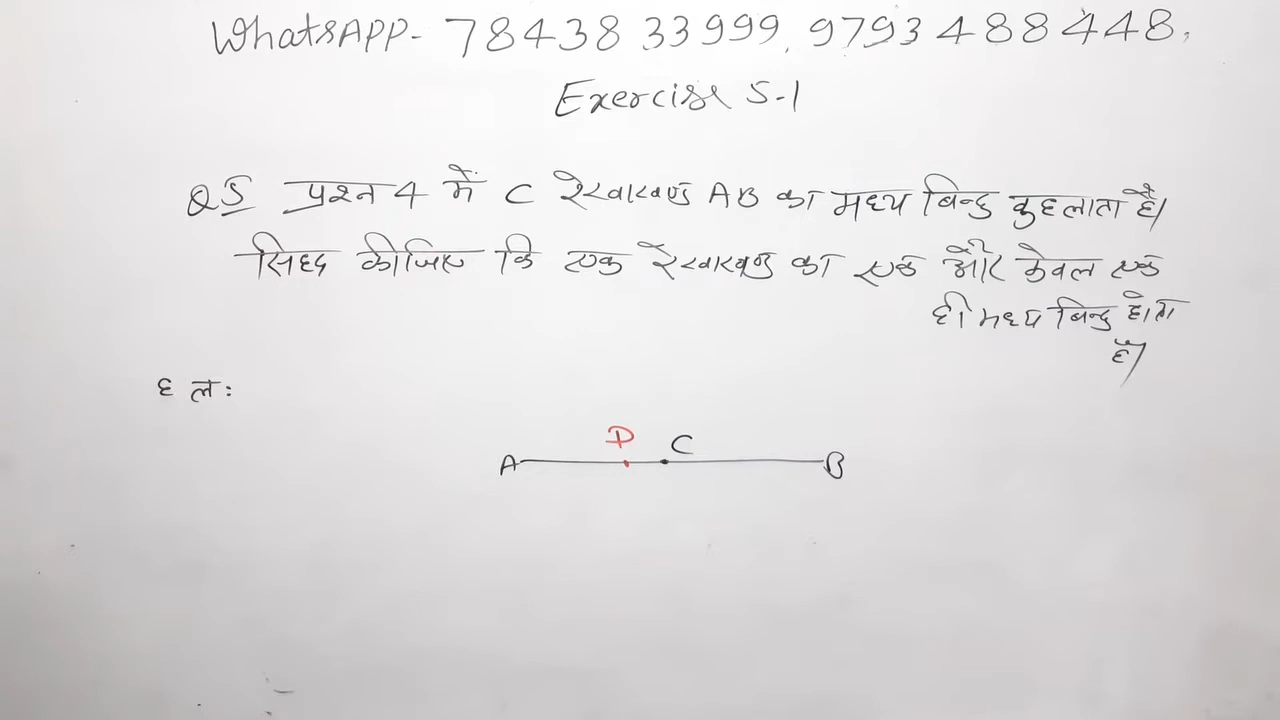 WhatsAPP- 78438 33999, 9793488448,
Exercise 5.1
Q5 प्रश्न 4 में C रेखाखण्ड AB का मध्य बिन्दु कहलाता है।
सिध्द कीजिए कि एक रेखाखण्ड का एक और केवल एक
ही मध्य बिन्दु होता
है।
हल:
D C
A B